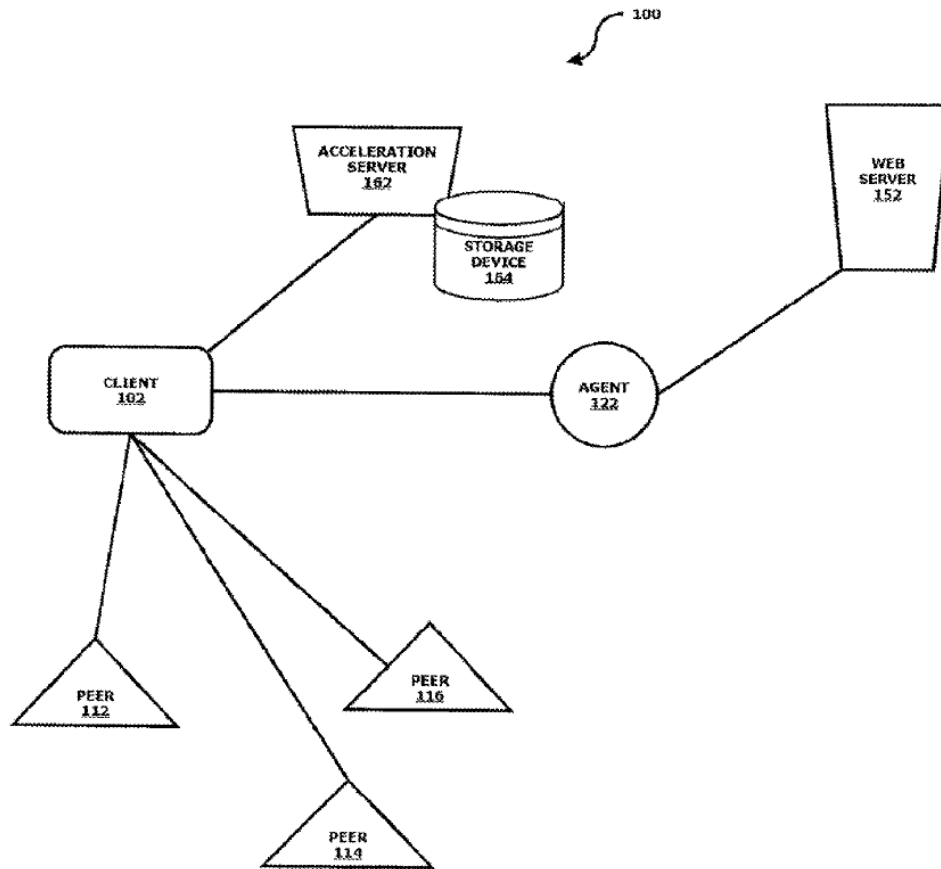 100
ACCELERATION
SERVER
162
WEB
SERVER
152
STORAGE
DEVICE
164
CLIENT
102
AGENT
122
PEER
116
PEER
112
PEER
114